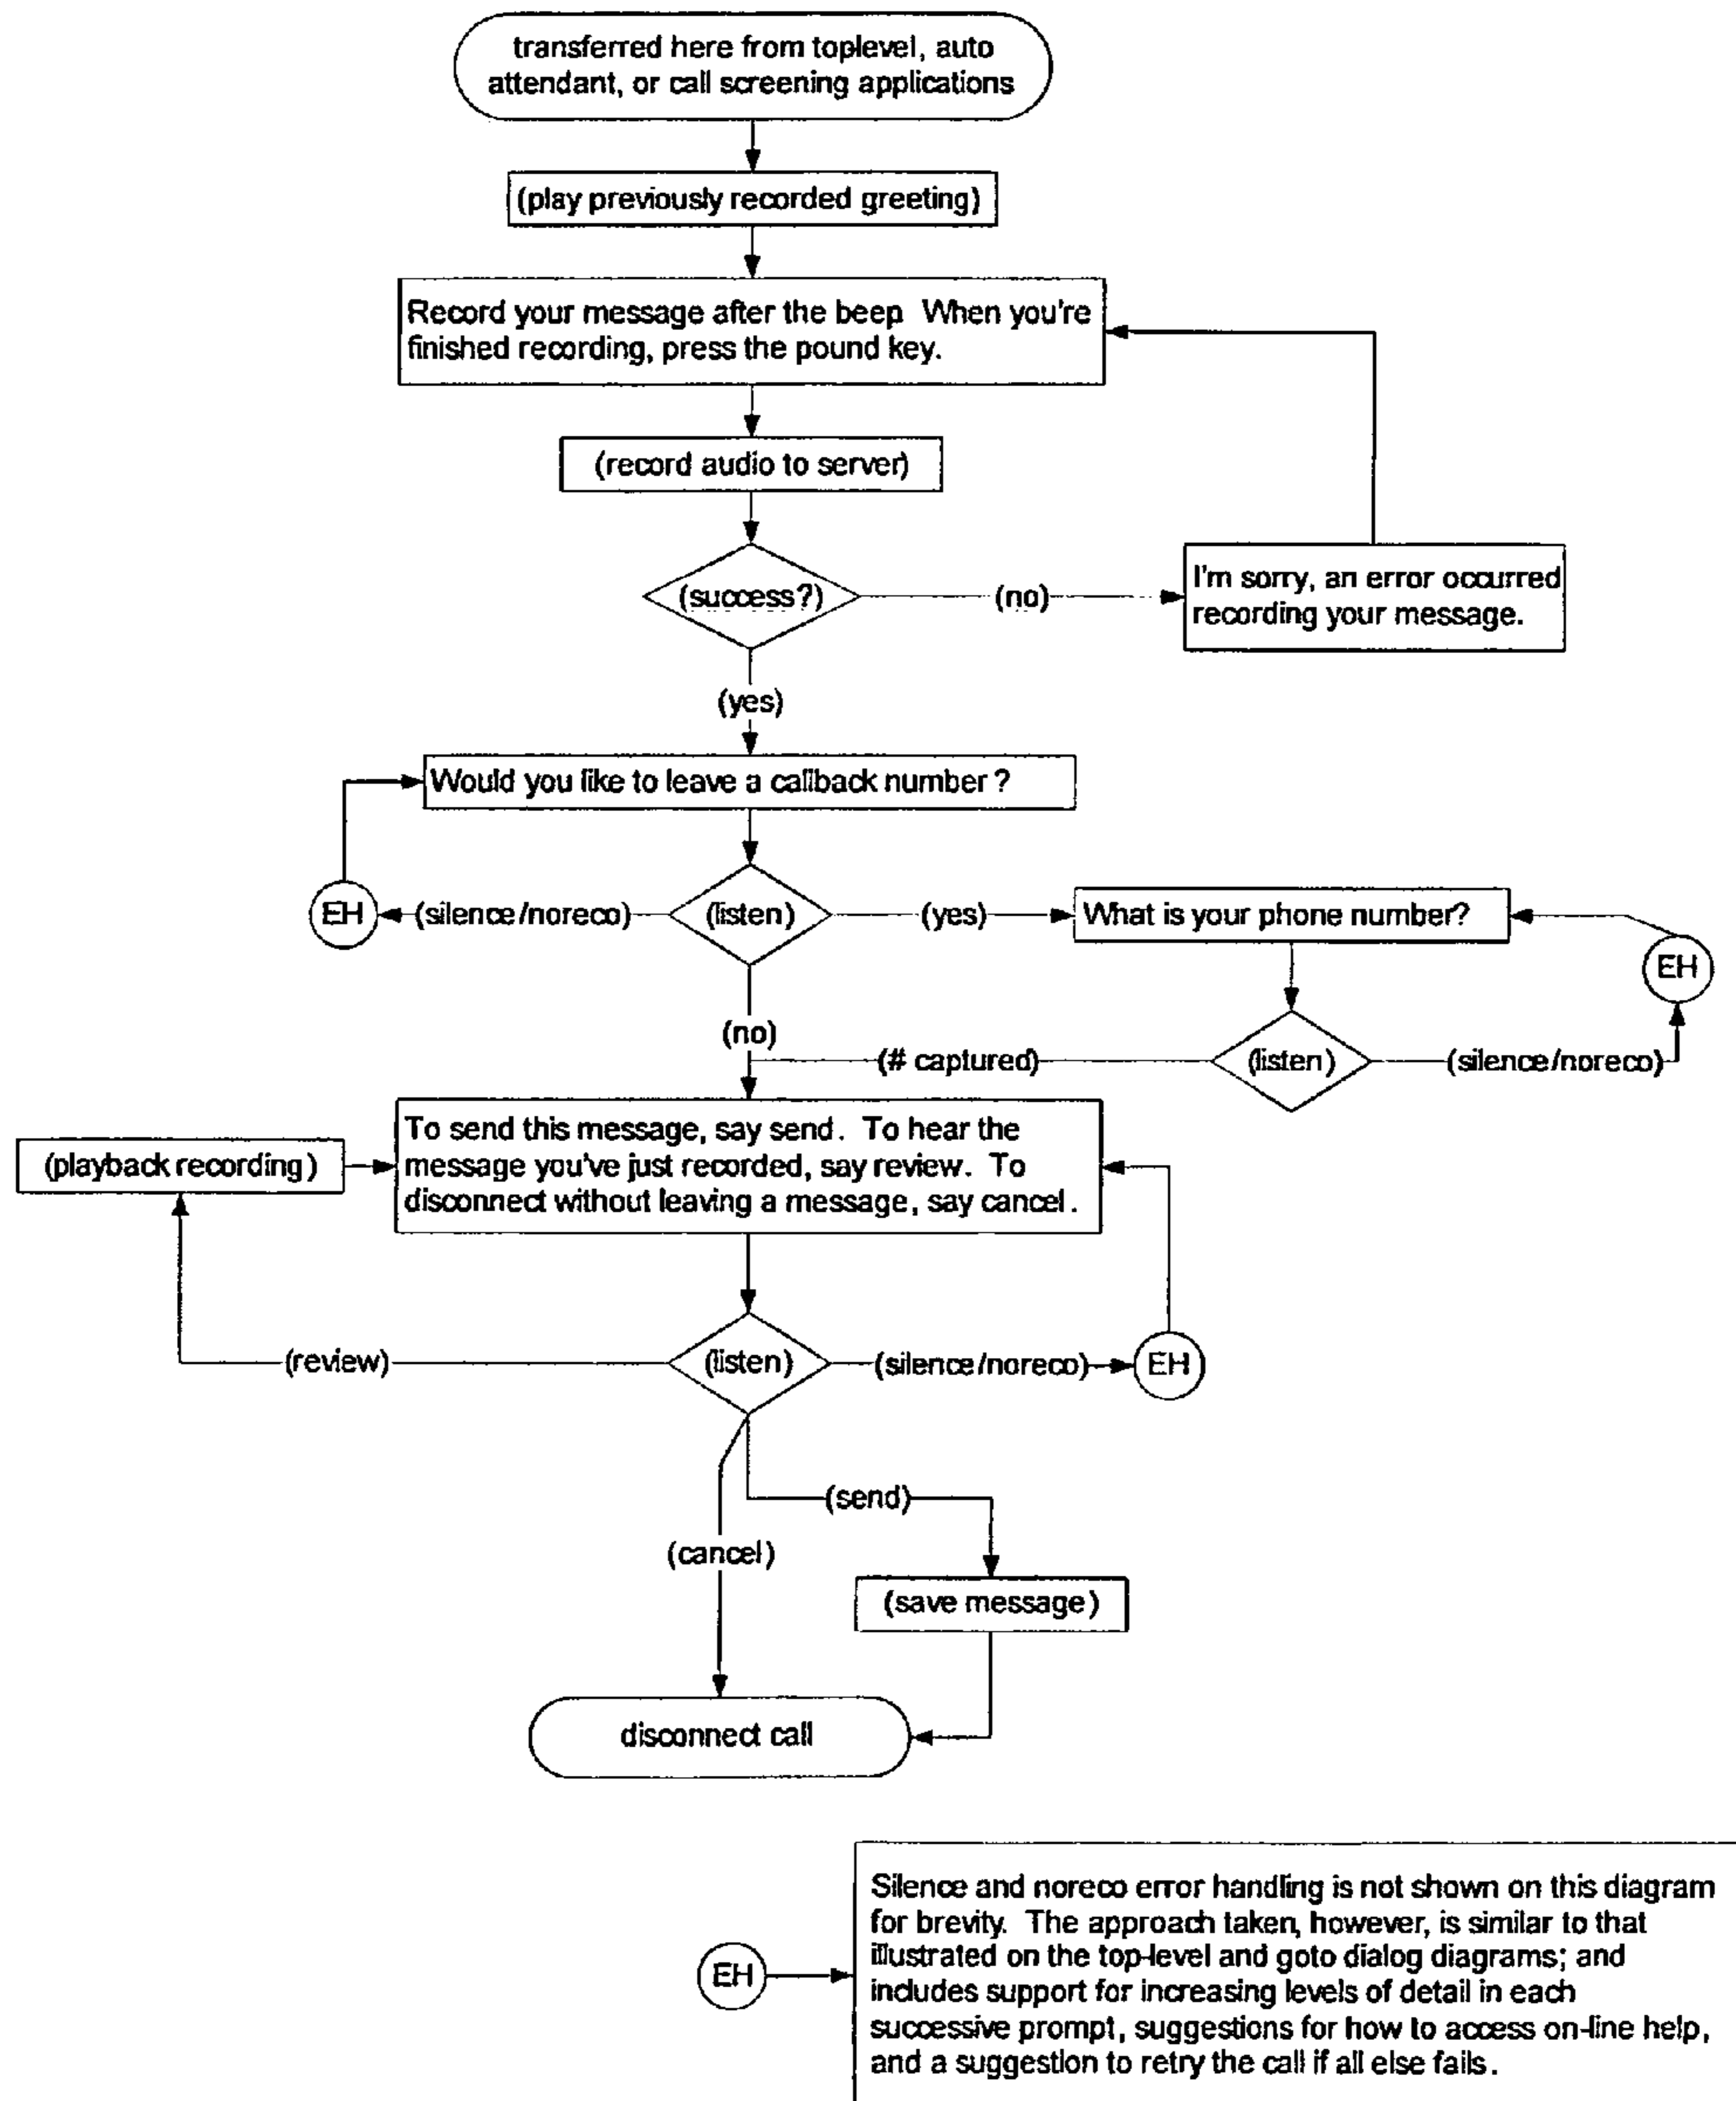 transferred here from toplevel, auto
attendant, or call screening applications
(play previously recorded greeting)
Record your message after the beep When you're
finished recording, press the pound key.
(record audio to server)
(success?)
(no)
I'm sorry, an error occurred
recording your message.
(yes)
Would you like to leave a callback number?
EH
(silence/noreco)
(listen)
(yes)
What is your phone number?
EH
(no)
(# captured)
(listen)
(silence/noreco)
(playback recording)
To send this message, say send. To hear the
message you've just recorded, say review. To
disconnect without leaving a message, say cancel.
(review)
(listen)
(silence/noreco)
EH
(send)
(cancel)
(save message)
disconnect call
EH
Silence and noreco error handling is not shown on this diagram
for brevity. The approach taken, however, is similar to that
illustrated on the top-level and goto dialog diagrams; and
includes support for increasing levels of detail in each
successive prompt, suggestions for how to access on-line help,
and a suggestion to retry the call if all else fails.